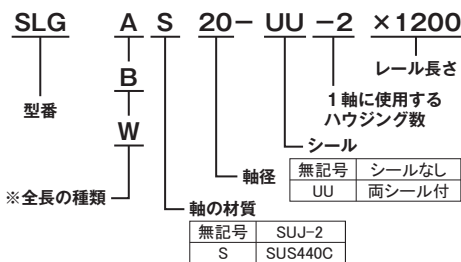 SLG A S 20- UU -2 ×1200
B
W
レール長さ
1軸に使用する
ハウジング数
型番
シール
無記号 シールなし
UU 両シール付
軸径
※全長の種類
軸の材質
無記号 SUJ-2
S SUS440C